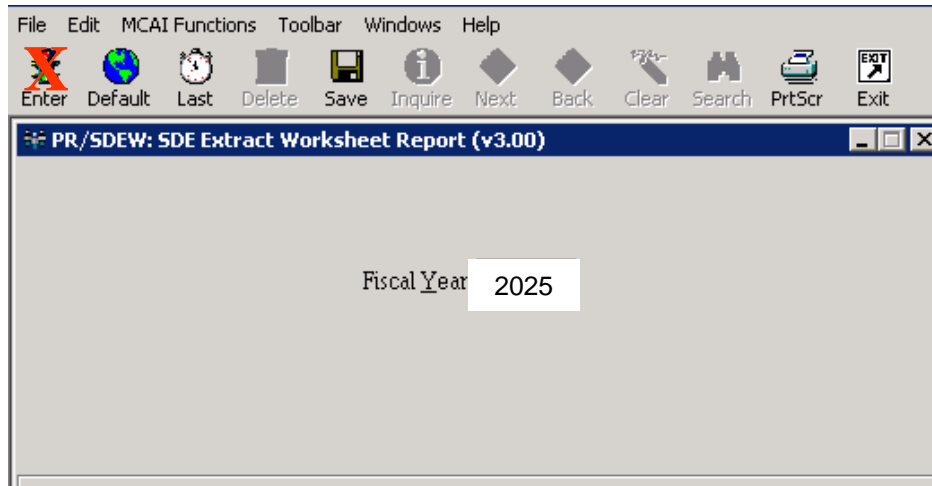 File Edit MCAI Functions Toolbar Windows Help
X EXIT
Enter Default Last Delete Save Inquire Next Back Clear Search PrtScr Exit
PR/SDEW: SDE Extract Worksheet Report (v3.00)
Fiscal Year 2025